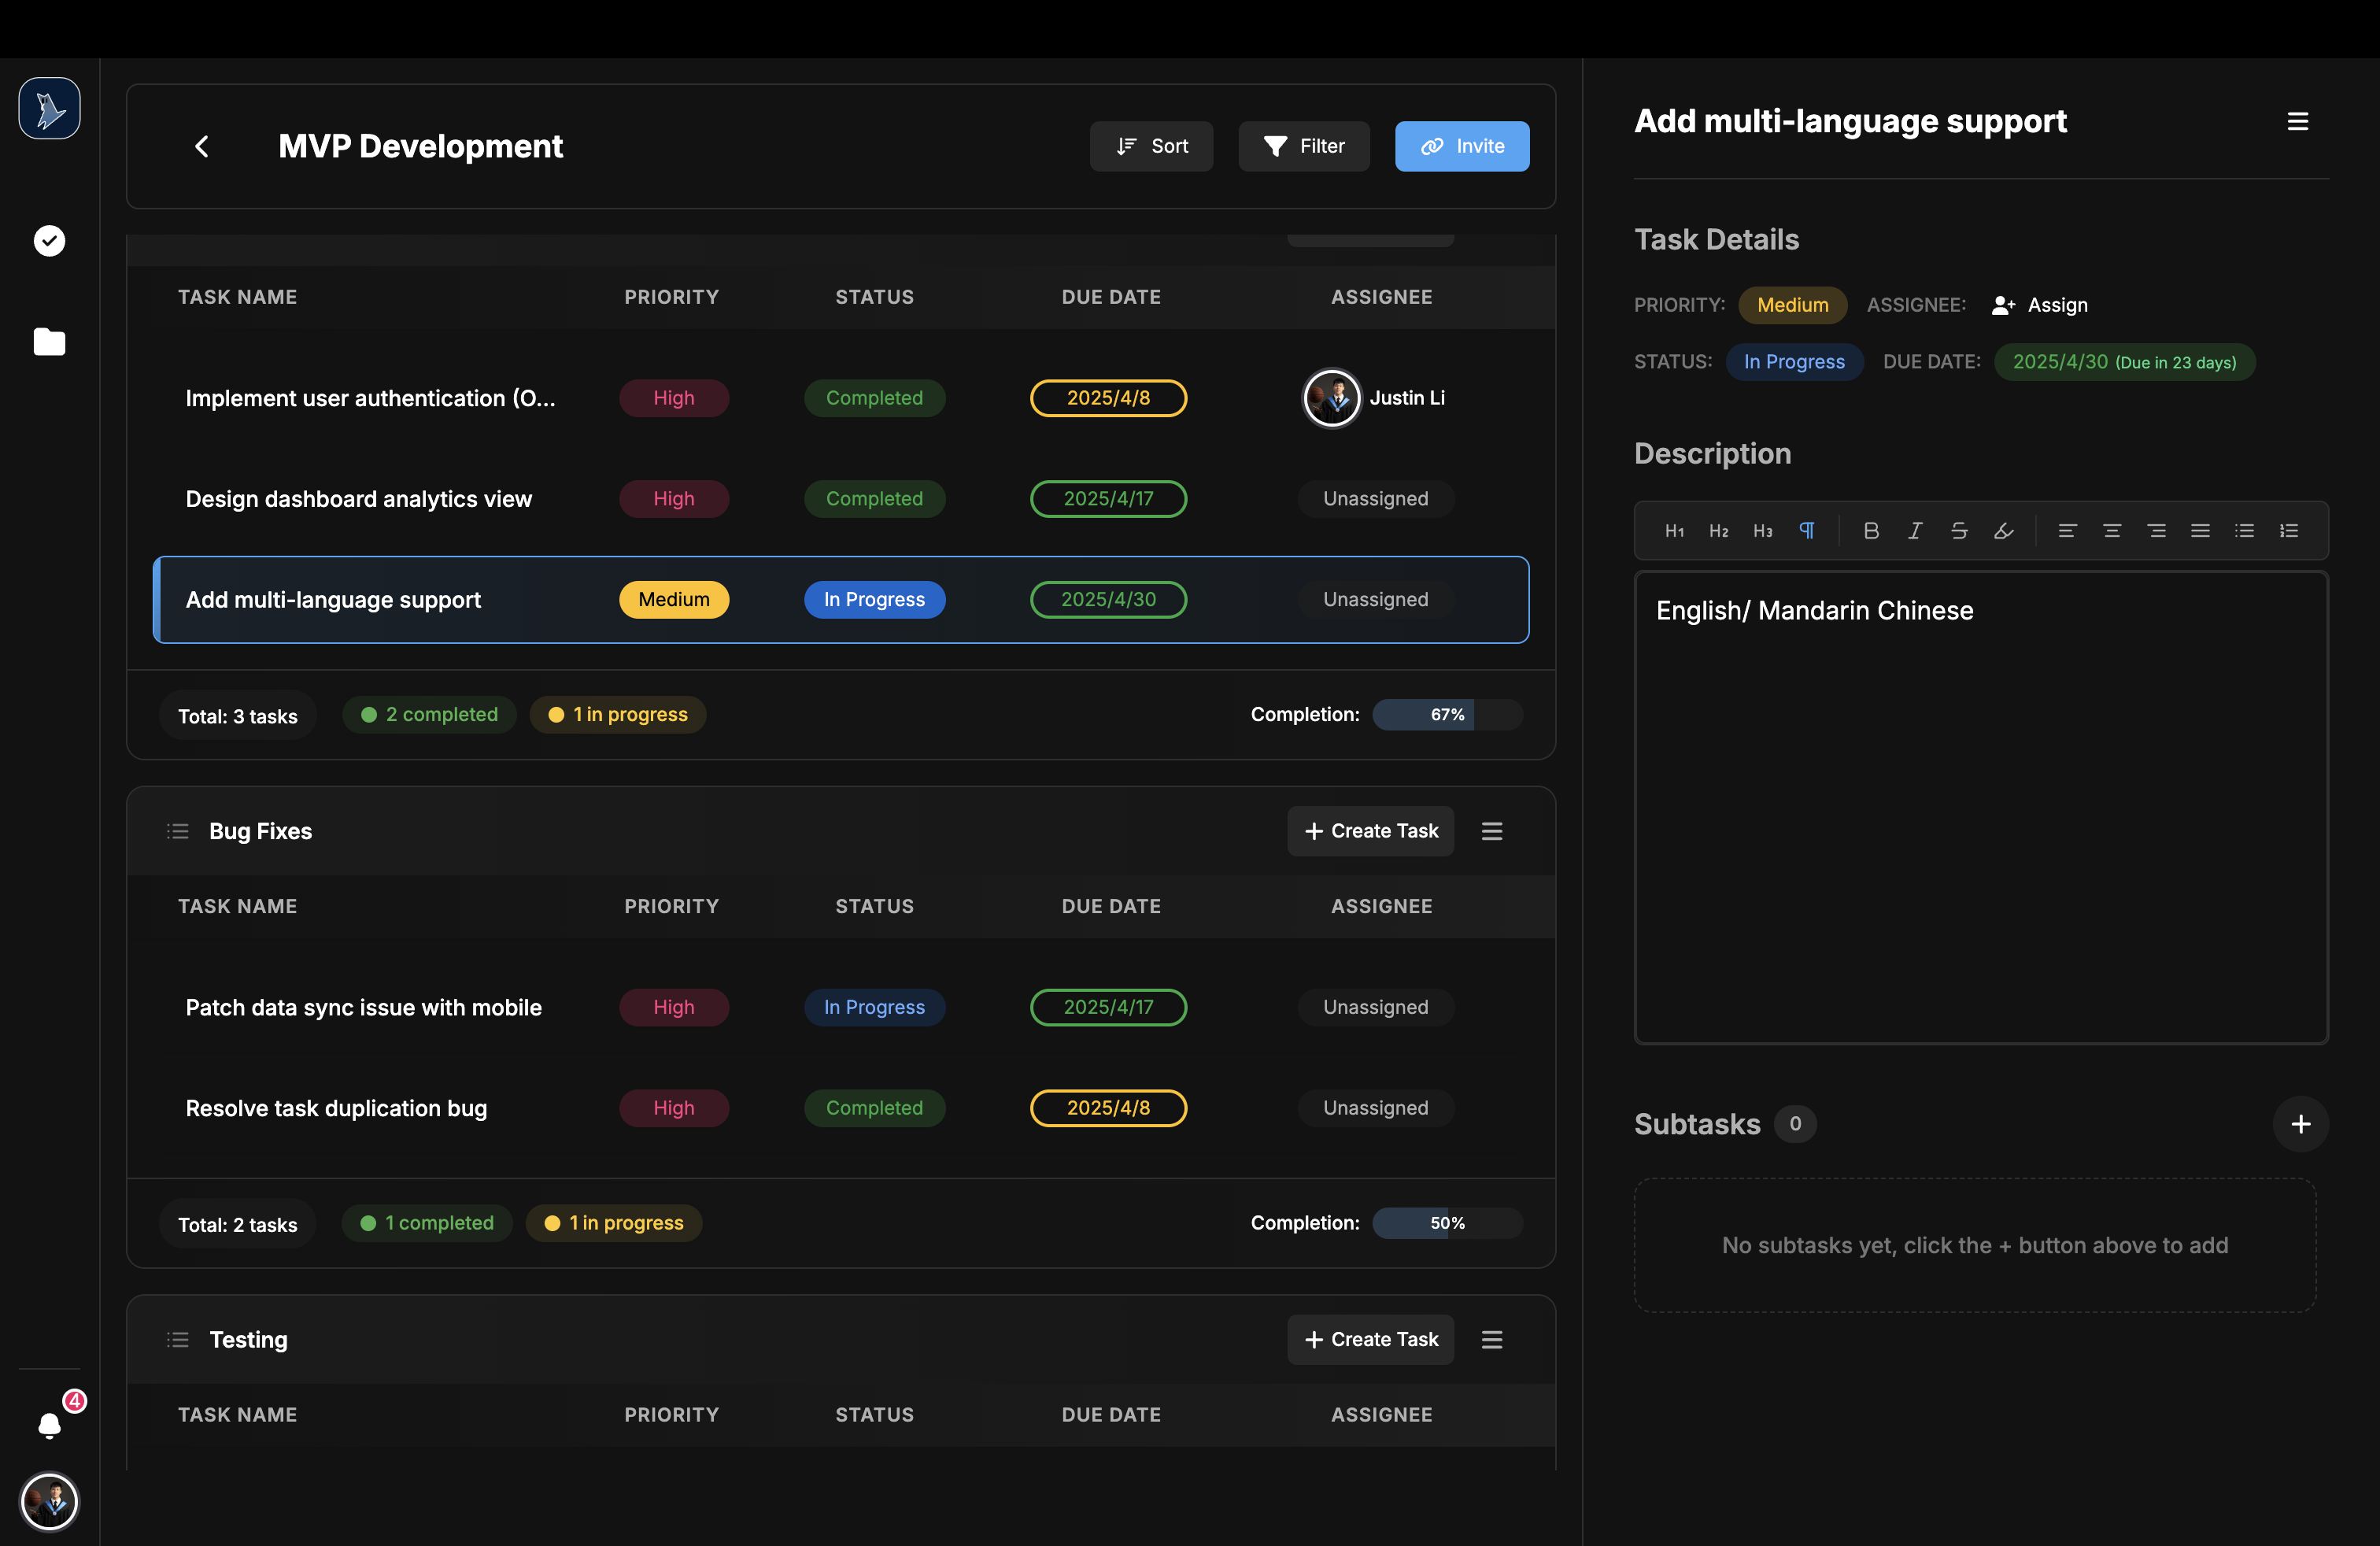 MVP Development
Sort
Filter
Invite
TASK NAME PRIORITY STATUS DUE DATE ASSIGNEE
Implement user authentication (O... High Completed 2025/4/8 Justin Li
Design dashboard analytics view High Completed 2025/4/17 Unassigned
Add multi-language support Medium In Progress 2025/4/30 Unassigned
Total: 3 tasks 2 completed 1 in progress Completion: 67%
Bug Fixes + Create Task
TASK NAME PRIORITY STATUS DUE DATE ASSIGNEE
Patch data sync issue with mobile High In Progress 2025/4/17 Unassigned
Resolve task duplication bug High Completed 2025/4/8 Unassigned
Total: 2 tasks 1 completed 1 in progress Completion: 50%
Testing + Create Task
TASK NAME PRIORITY STATUS DUE DATE ASSIGNEE
4
Add multi-language support
Task Details
PRIORITY: Medium ASSIGNEE: Assign
STATUS: In Progress DUE DATE: 2025/4/30 (Due in 23 days)
Description
H1 H2 H3 ¶ B I S
English/ Mandarin Chinese
Subtasks 0 +
No subtasks yet, click the + button above to add